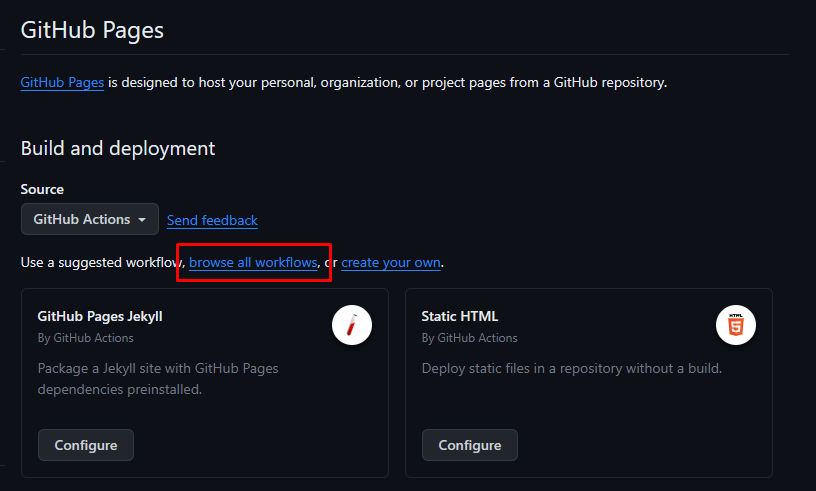 GitHub Pages
GitHub Pages is designed to host your personal, organization, or project pages from a GitHub repository.
Build and deployment
Source
GitHub Actions Send feedback
Use a suggested workflow, browse all workflows, or create your own.
GitHub Pages Jekyll
By GitHub Actions
Package a Jekyll site with GitHub Pages
dependencies preinstalled.
Configure
Static HTML
HTML
5
By GitHub Actions
Deploy static files in a repository without a build.
Configure